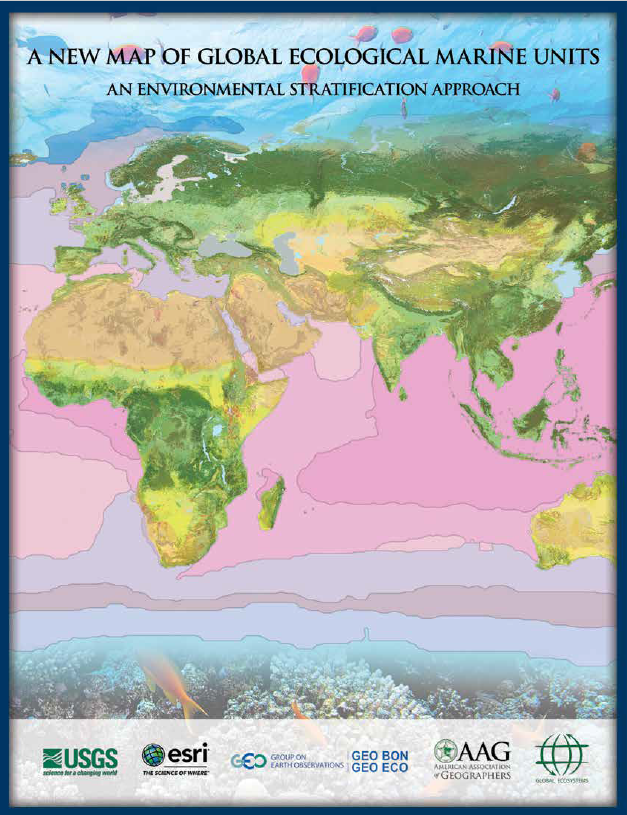 A NEW MAP OF GLOBAL ECOLOGICAL MARINE UNITS
AN ENVIRONMENTAL STRATIFICATION APPROACH
USGS
science for a changing world
esri
THE SCIENCE OF WHERE™
GEO
GROUP ON
EARTH OBSERVATIONS
GEO BON
GEO ECO
AAG
AMERICAN ASSOCIATION
of GEOGRAPHERS
GLOBAL ECOSYSTEMS